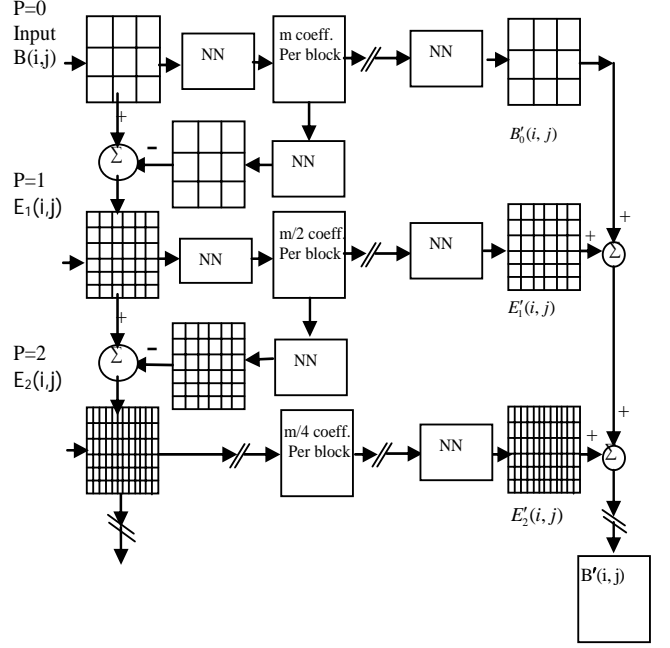 P=0
Input
B(i,j)
NN
m coeff.
Per block
NN
B′₀(i, j)
+
Σ
−
NN
P=1
E₁(i,j)
NN
m/2 coeff.
Per block
NN
+
+
Σ
E′₁(i, j)
+
Σ
−
NN
P=2
E₂(i,j)
m/4 coeff.
Per block
NN
+
+
Σ
E′₂(i, j)
B′(i,j)